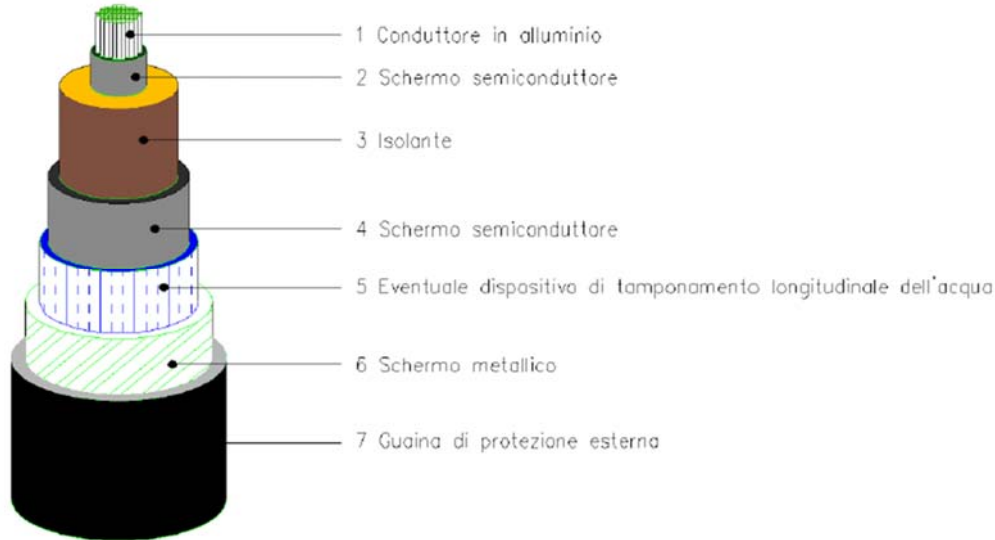 1 Conduttore in alluminio
2 Schermo semiconduttore
3 Isolante
4 Schermo semiconduttore
5 Eventuale dispositivo di tamponamento longitudinale dell'acqua
6 Schermo metallico
7 Guaina di protezione esterna